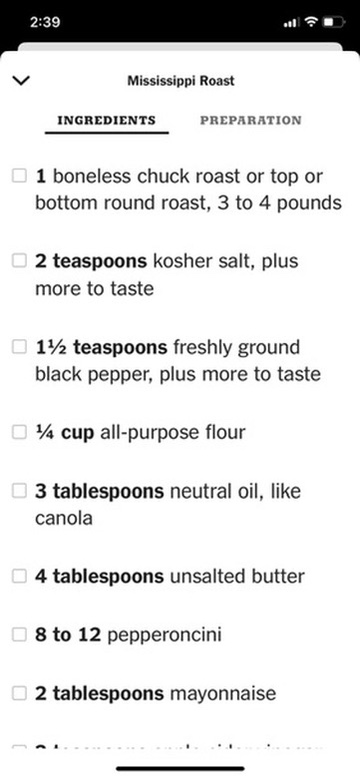 2:39
Mississippi Roast
INGREDIENTS PREPARATION
1 boneless chuck roast or top or
bottom round roast, 3 to 4 pounds
2 teaspoons kosher salt, plus
more to taste
1½ teaspoons freshly ground
black pepper, plus more to taste
¼ cup all-purpose flour
3 tablespoons neutral oil, like
canola
4 tablespoons unsalted butter
8 to 12 pepperoncini
2 tablespoons mayonnaise